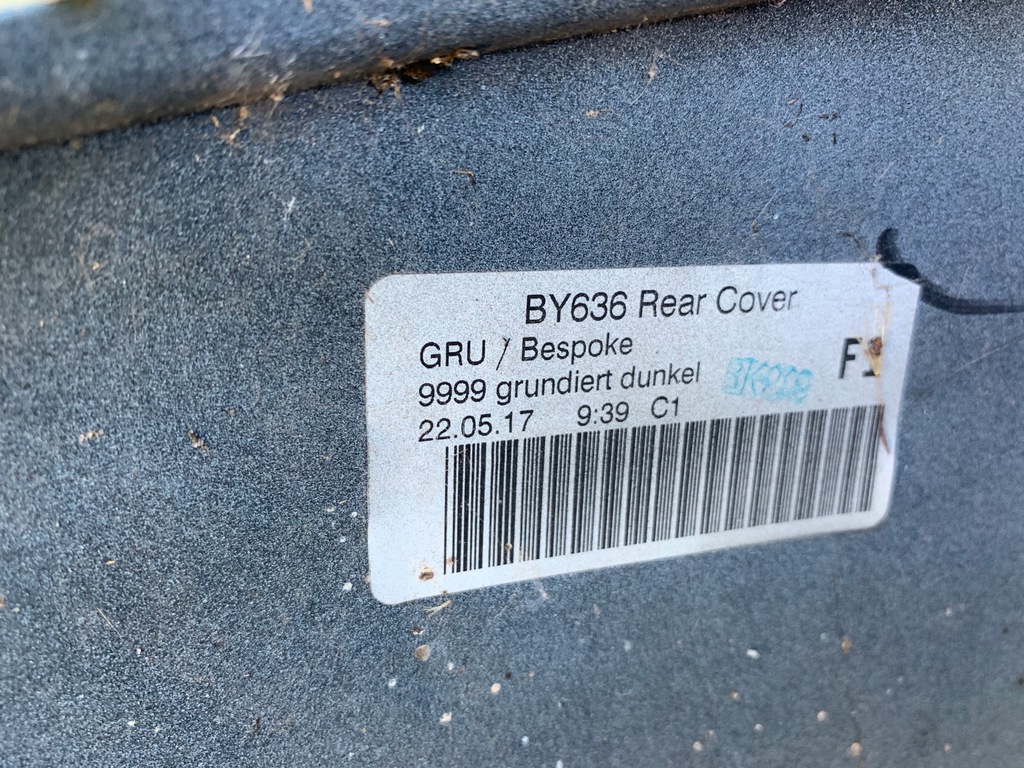 BY636 Rear Cover
GRU / Bespoke
9999 grundiert dunkel
22.05.17 9:39 C1